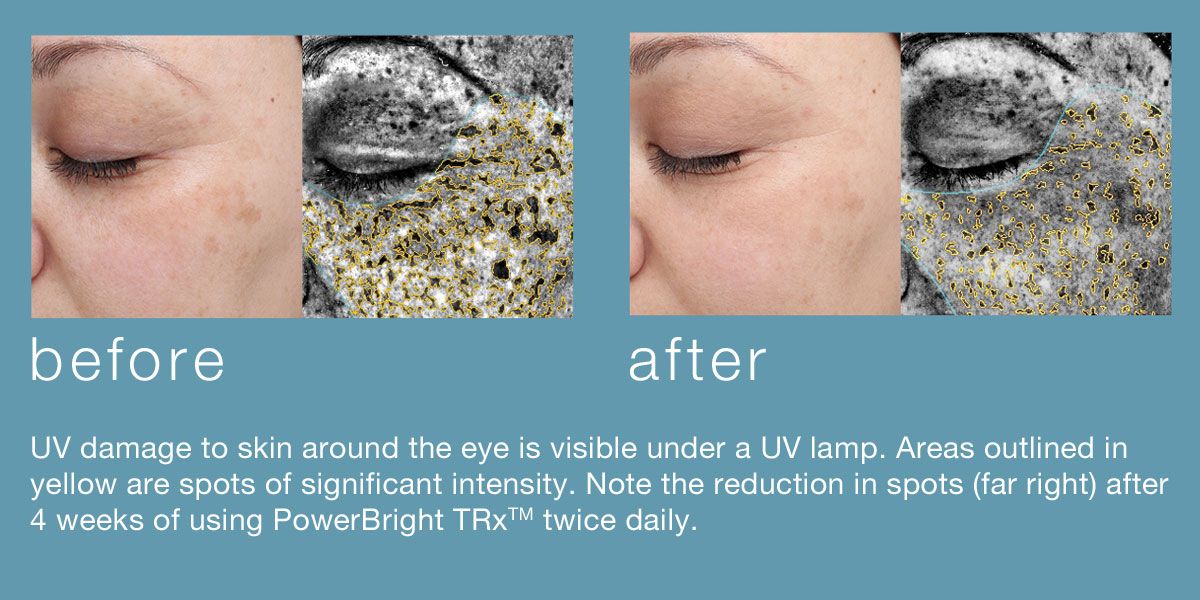 before
after
UV damage to skin around the eye is visible under a UV lamp. Areas outlined in
yellow are spots of significant intensity. Note the reduction in spots (far right) after
4 weeks of using PowerBright TRx™ twice daily.